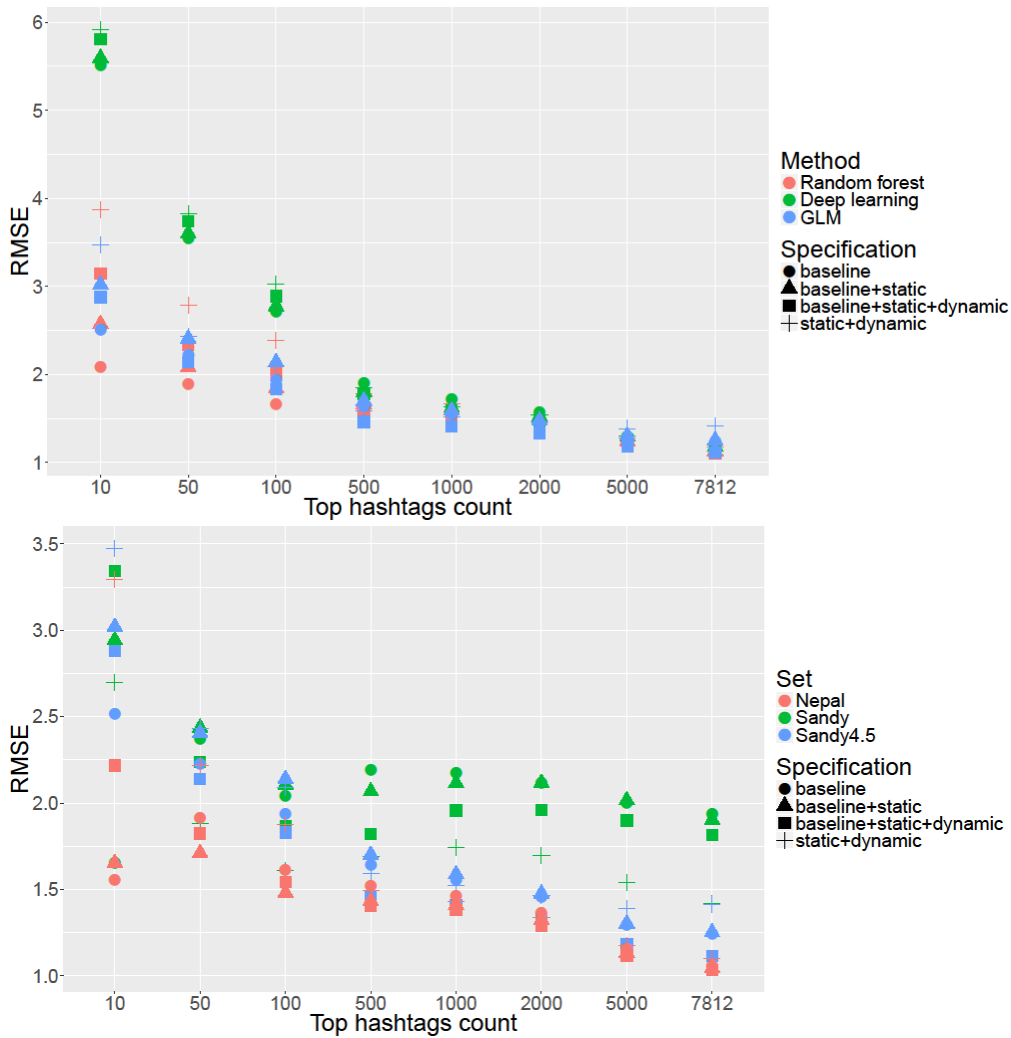 6
5
4
3
2
1
RMSE
10 50 100 500 1000 2000 5000 7812
Top hashtags count
Method
Random forest
Deep learning
GLM
Specification
baseline
baseline+static
baseline+static+dynamic
static+dynamic
3.5
3.0
2.5
2.0
1.5
1.0
RMSE
10 50 100 500 1000 2000 5000 7812
Top hashtags count
Set
Nepal
Sandy
Sandy4.5
Specification
baseline
baseline+static
baseline+static+dynamic
static+dynamic